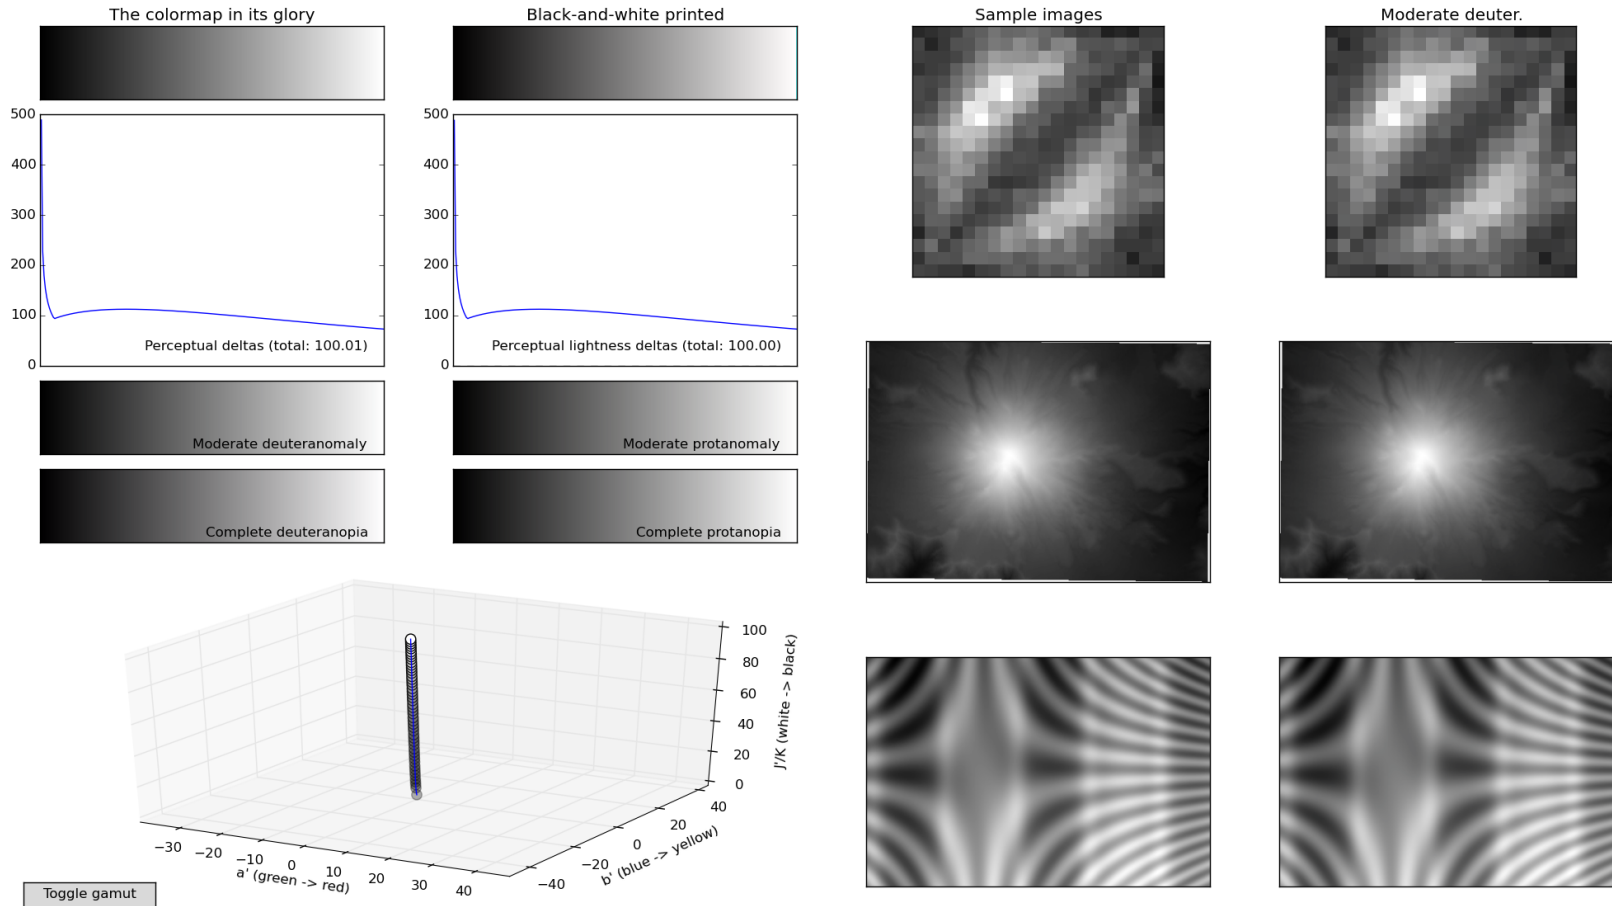 The colormap in its glory
Black-and-white printed
Sample images
Moderate deuter.
500
400
300
200
100
0
Perceptual deltas (total: 100.01)
500
400
300
200
100
0
Perceptual lightness deltas (total: 100.00)
Moderate deuteranomaly
Moderate protanomaly
Complete deuteranopia
Complete protanopia
100
80
60
40
20
0
J'/K (white -> black)
40
20
0
−20
−40
b' (blue -> yellow)
−30
−20
−10
0
10
20
30
40
a' (green -> red)
Toggle gamut